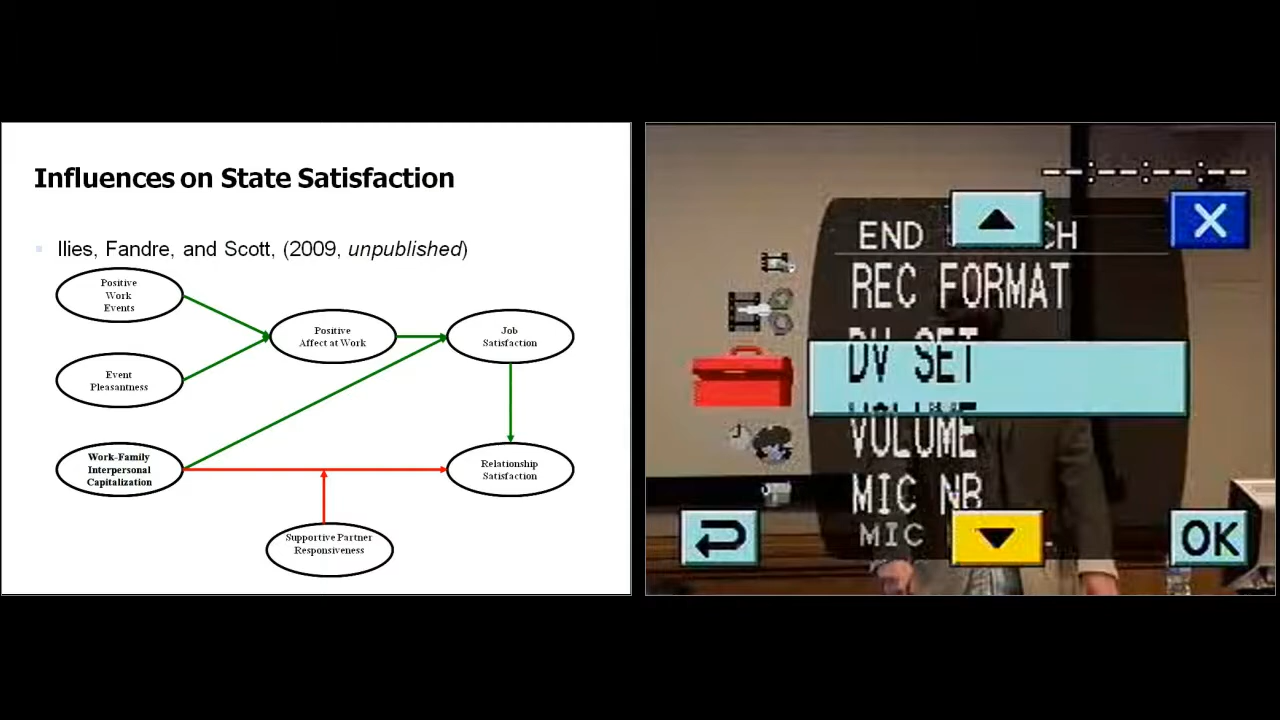 Influences on State Satisfaction
Ilies, Fandre, and Scott, (2009, unpublished)
Positive
Work
Events
Event
Pleasantness
Work-Family
Interpersonal
Capitalization
Positive
Affect at Work
Job
Satisfaction
Relationship
Satisfaction
Supportive Partner
Responsiveness
END
CH
REC FORMAT
DV SET
VOLUME
MIC NB
MIC
OK